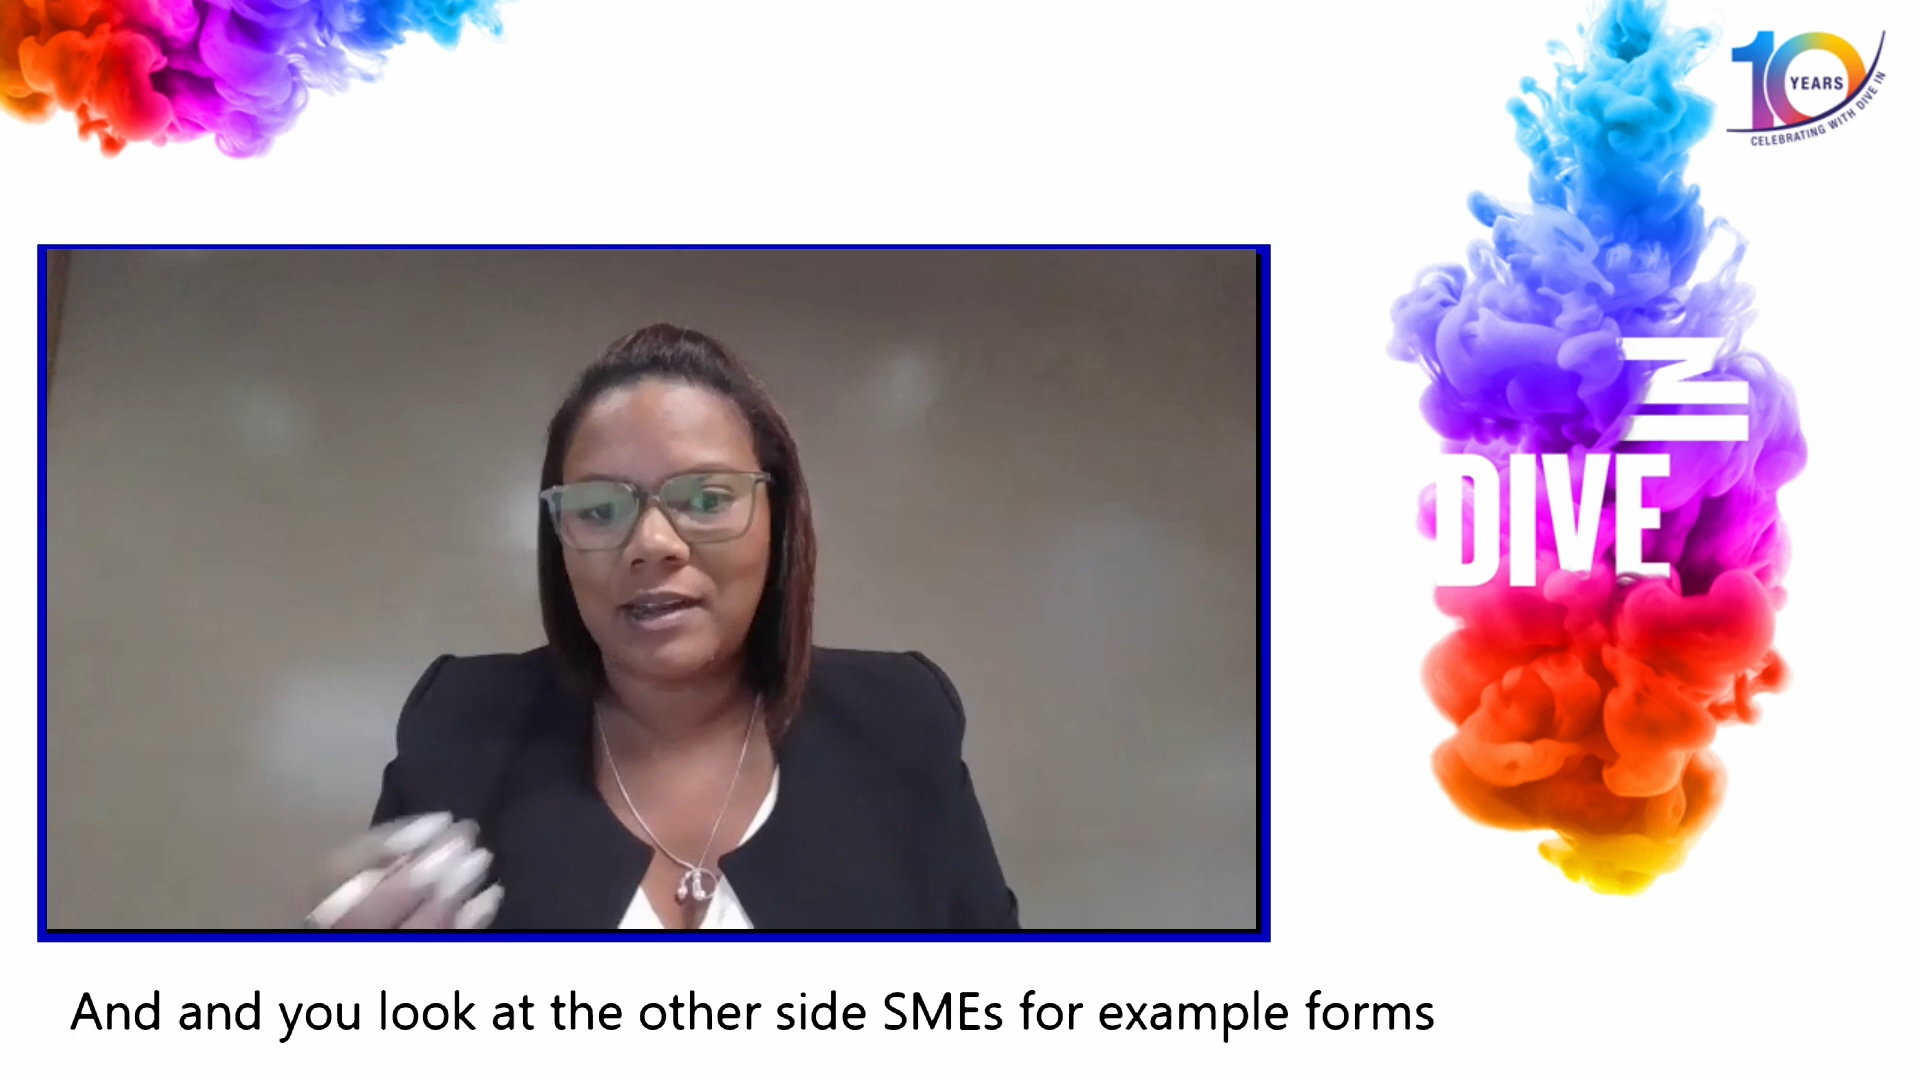 10
YEARS
CELEBRATING WITH DIVE IN
IN
DIVE
And and you look at the other side SMEs for example forms